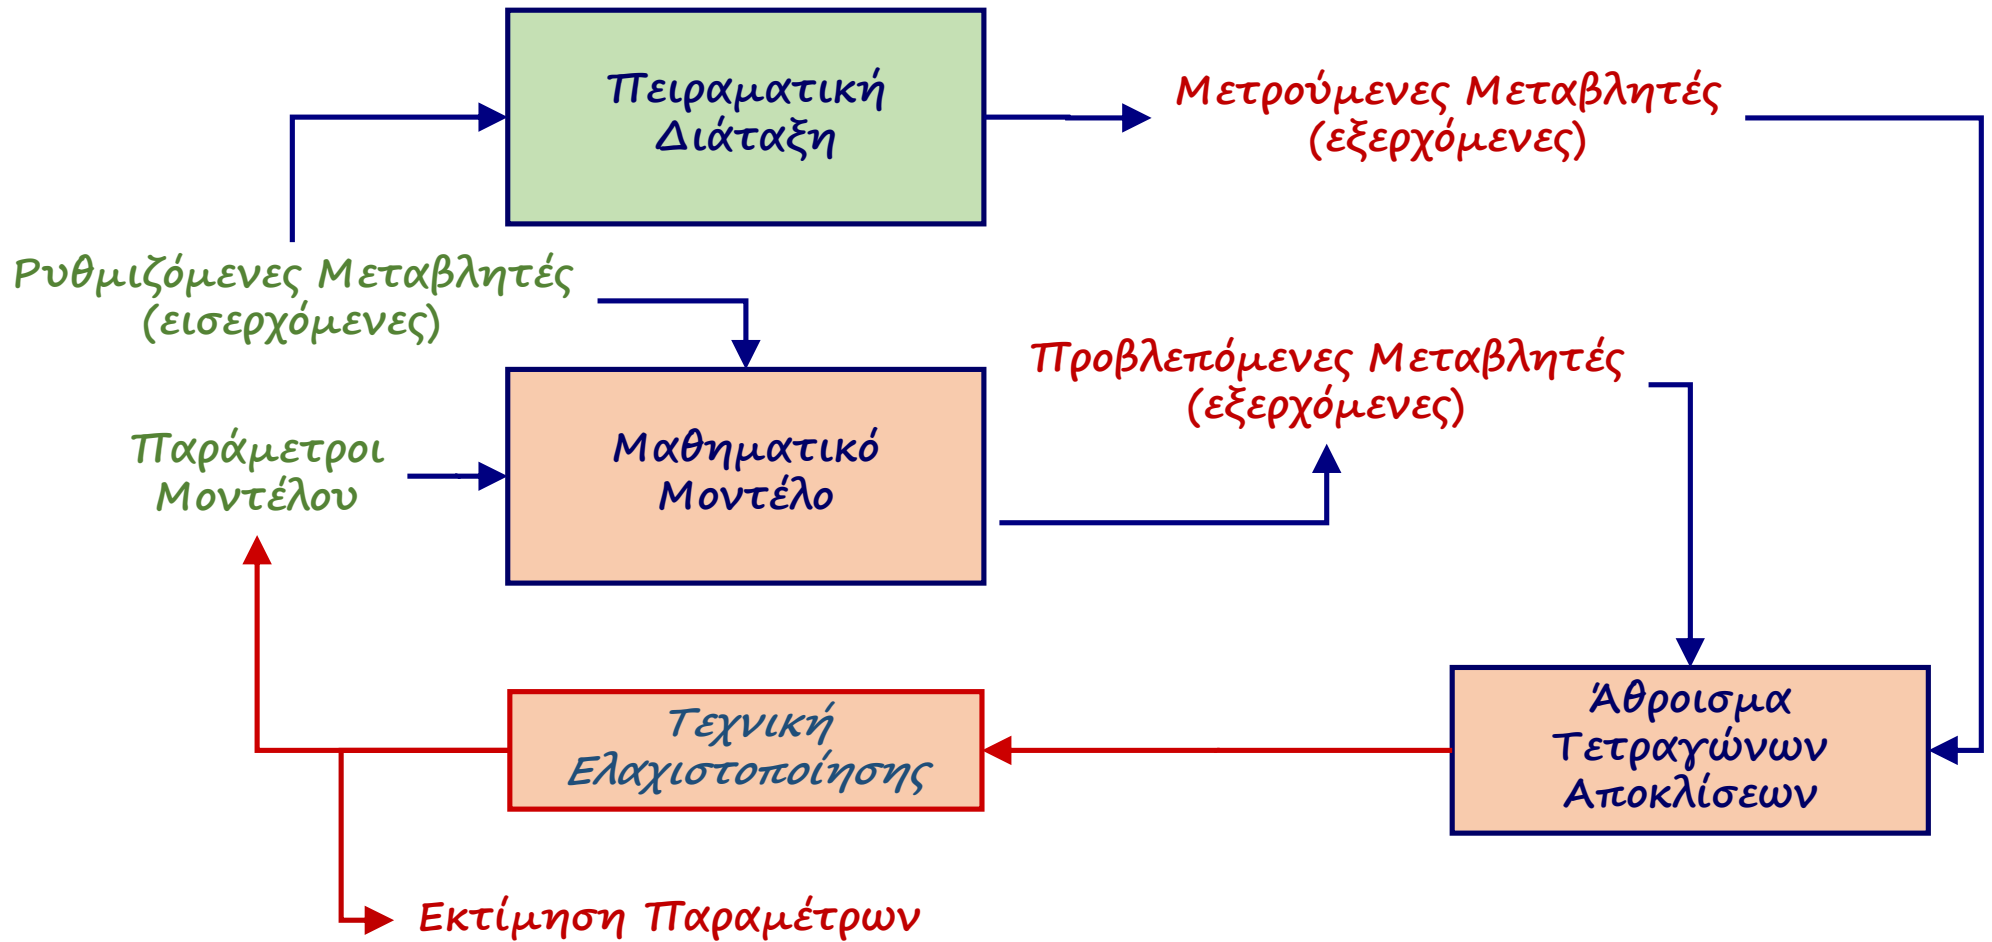 Πειραματική
Διάταξη
Μετρούμενες Μεταβλητές
(εξερχόμενες)
Ρυθμιζόμενες Μεταβλητές
(εισερχόμενες)
Προβλεπόμενες Μεταβλητές
(εξερχόμενες)
Παράμετροι
Μοντέλου
Μαθηματικό
Μοντέλο
Τεχνική
Ελαχιστοποίησης
Άθροισμα
Τετραγώνων
Αποκλίσεων
Εκτίμηση Παραμέτρων